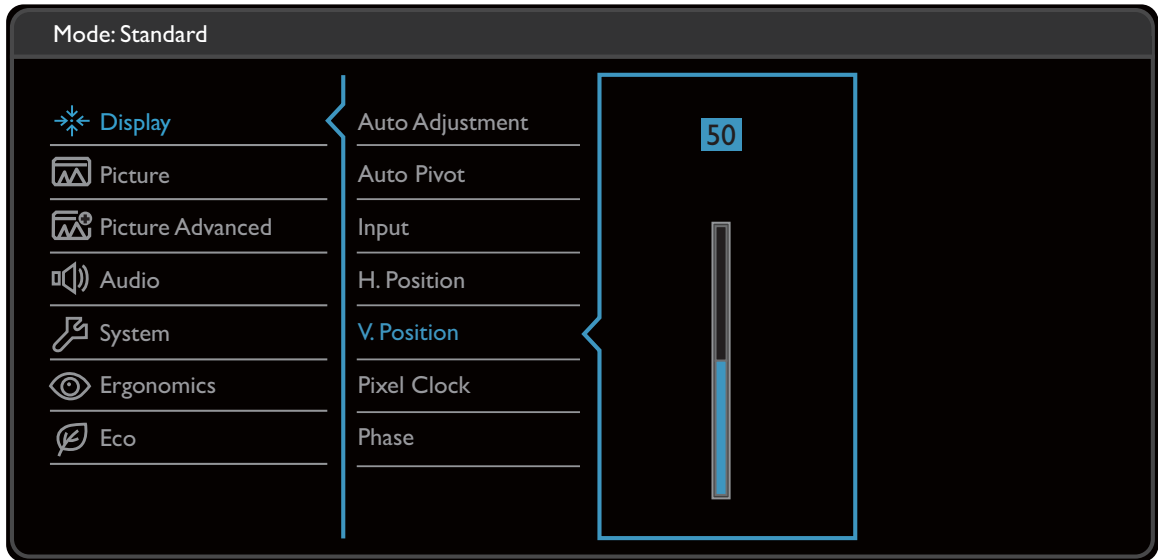 Mode: Standard
Display
Picture
Picture Advanced
Audio
System
Ergonomics
Eco
Auto Adjustment
Auto Pivot
Input
H. Position
V. Position
Pixel Clock
Phase
50